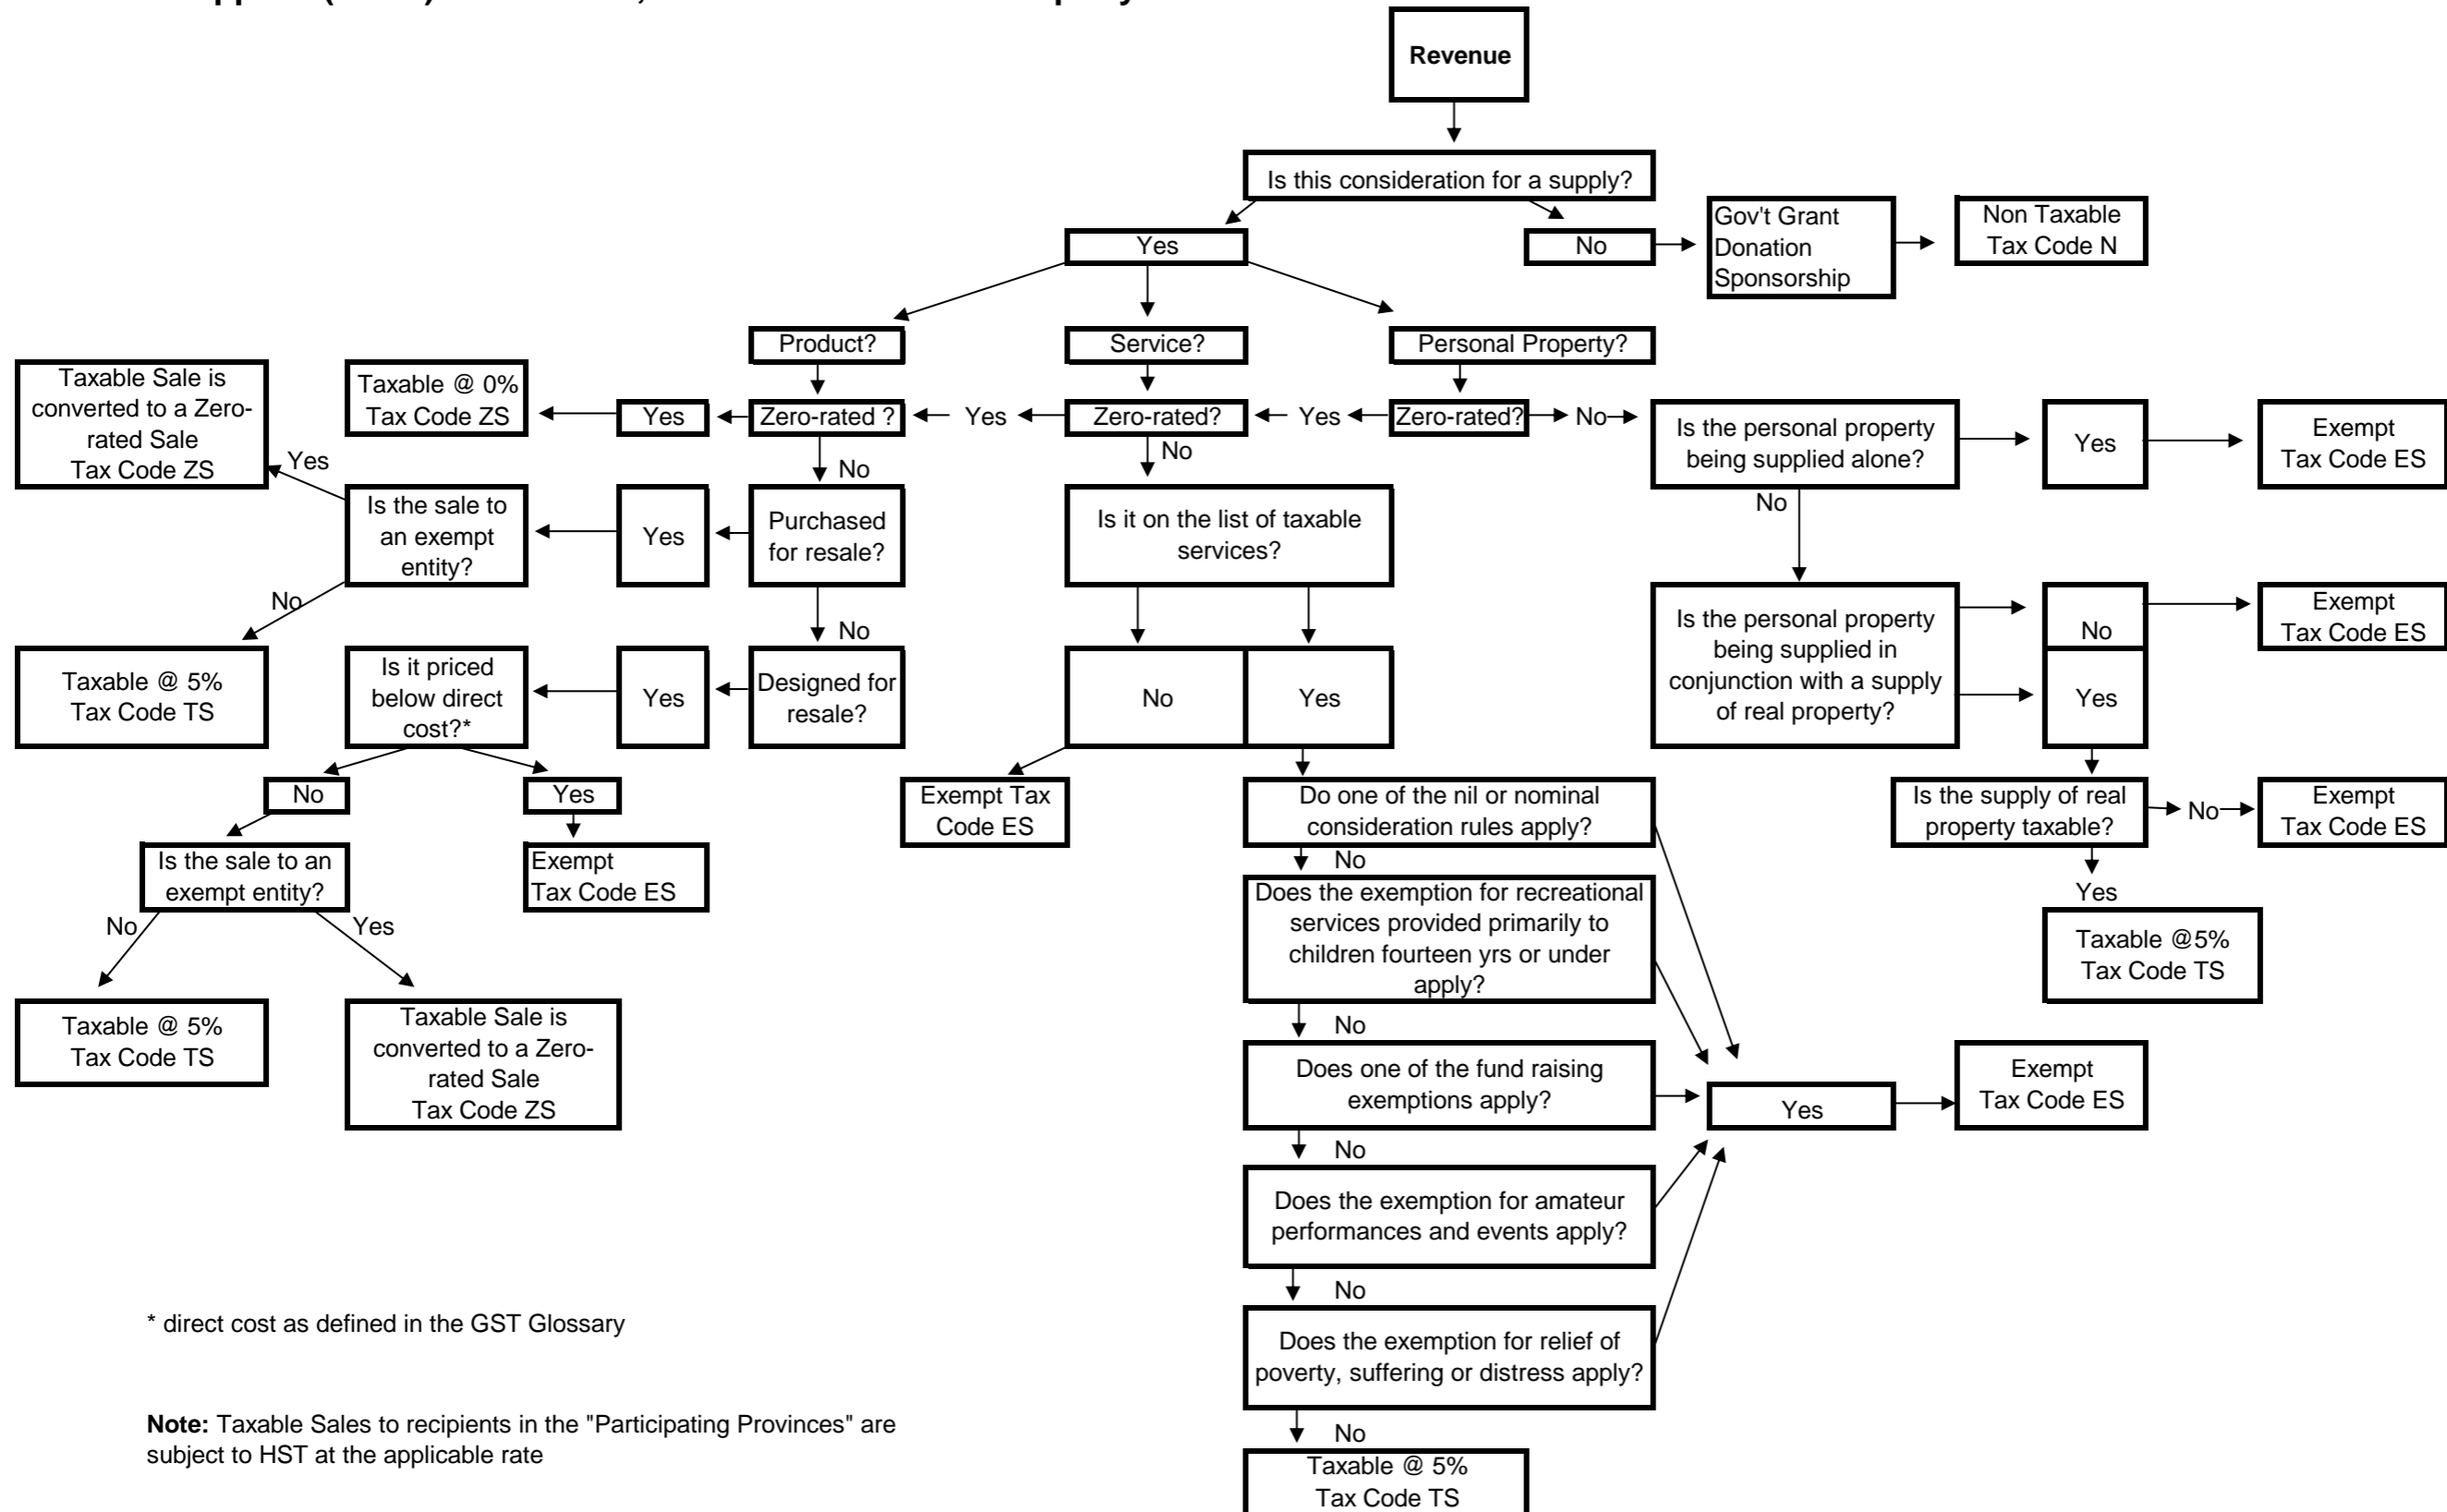 Revenue
Is this consideration for a supply?
Yes
No
Gov't Grant
Donation
Sponsorship
Non Taxable
Tax Code N
Product?
Service?
Personal Property?
Taxable Sale is
converted to a Zero-
rated Sale
Tax Code ZS
Taxable @ 0%
Tax Code ZS
Yes
Zero-rated ?
Yes
Zero-rated?
Yes
Zero-rated?
No
Is the personal property
being supplied alone?
Yes
Exempt
Tax Code ES
Yes
No
No
No
Is the sale to
an exempt
entity?
Yes
Purchased
for resale?
Is it on the list of taxable
services?
No
No
Is the personal property
being supplied in
conjunction with a supply
of real property?
No
Exempt
Tax Code ES
Yes
Taxable @ 5%
Tax Code TS
Is it priced
below direct
cost?*
Yes
Designed for
resale?
No
Yes
No
Yes
Exempt Tax
Code ES
Do one of the nil or nominal
consideration rules apply?
Is the supply of real
property taxable?
No
Exempt
Tax Code ES
Is the sale to an
exempt entity?
Exempt
Tax Code ES
No
Does the exemption for recreational
services provided primarily to
children fourteen yrs or under
apply?
Yes
Taxable @5%
Tax Code TS
No
Yes
Taxable @ 5%
Tax Code TS
Taxable Sale is
converted to a Zero-
rated Sale
Tax Code ZS
No
Does one of the fund raising
exemptions apply?
Yes
Exempt
Tax Code ES
No
Does the exemption for amateur
performances and events apply?
No
Does the exemption for relief of
poverty, suffering or distress apply?
* direct cost as defined in the GST Glossary
Note: Taxable Sales to recipients in the "Participating Provinces" are
subject to HST at the applicable rate
No
Taxable @ 5%
Tax Code TS